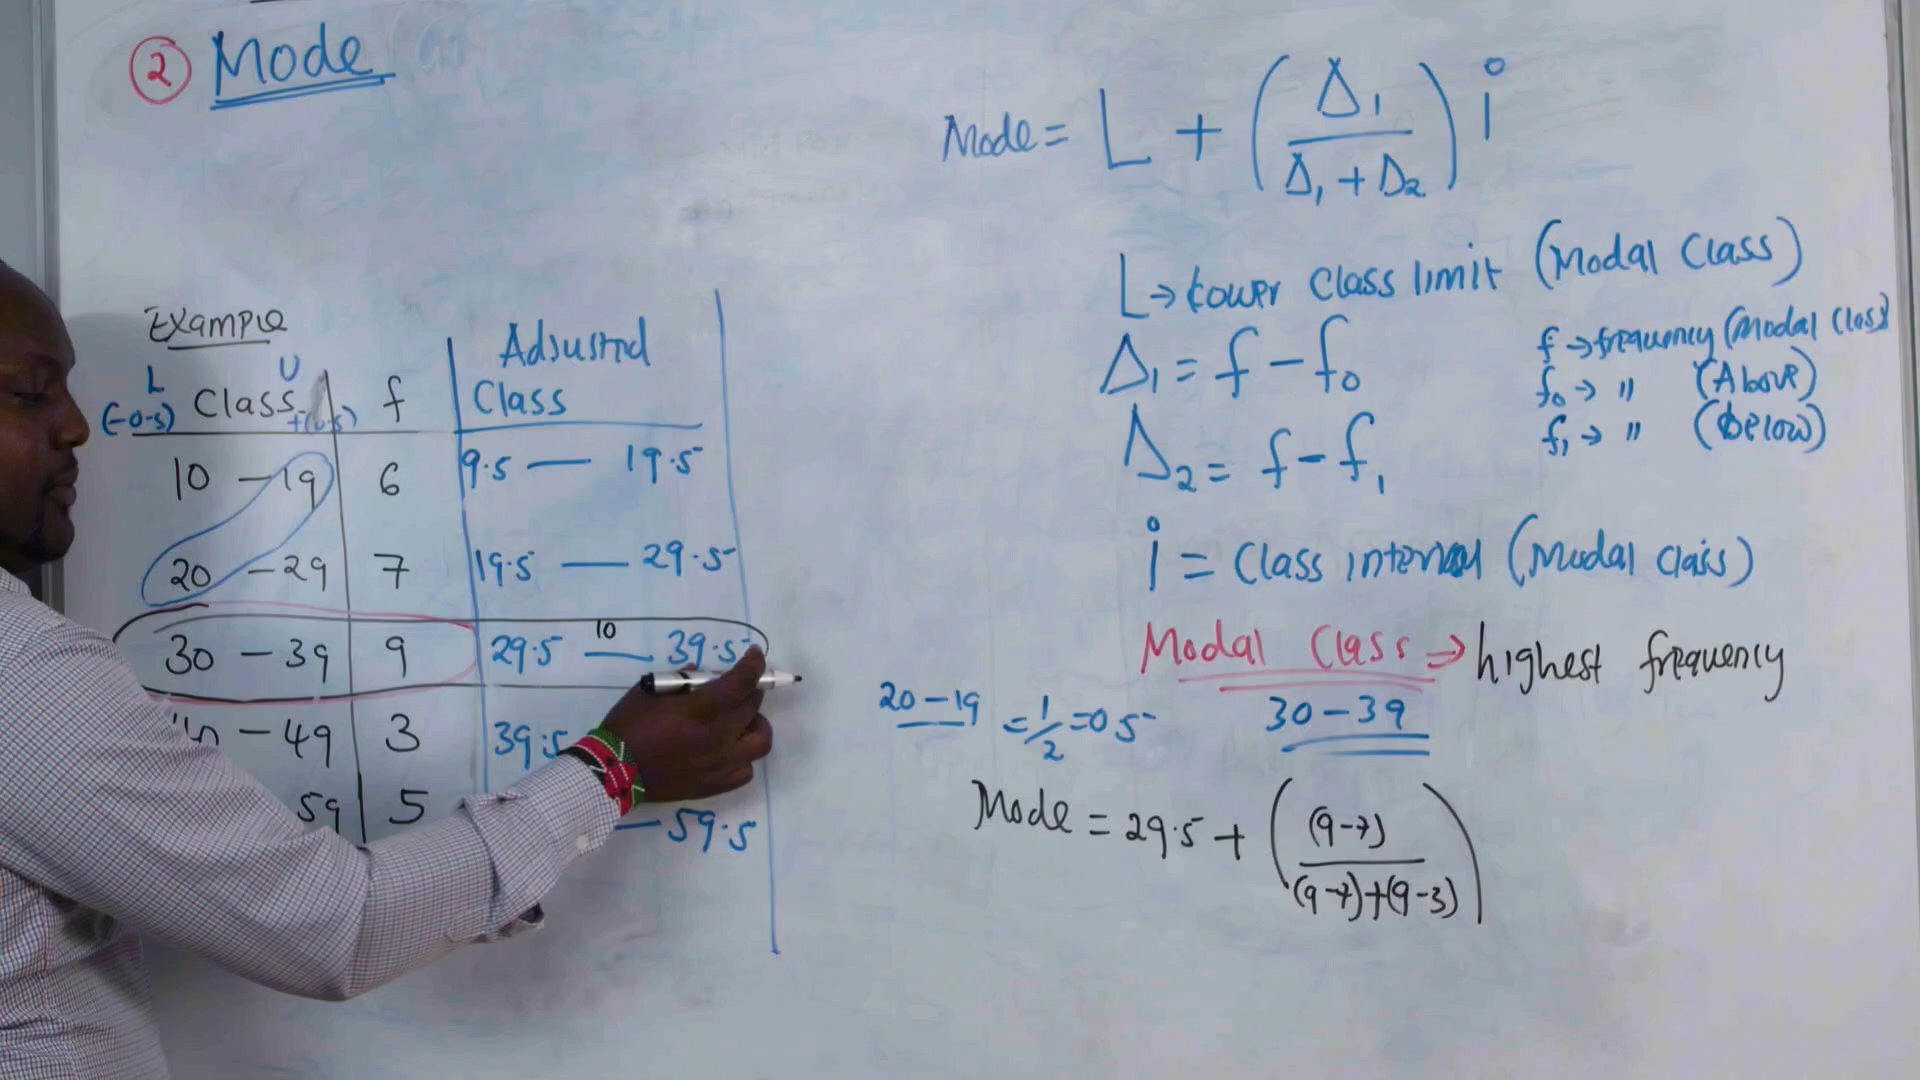 ② Mode
Mode = L + (Δ1 / Δ1 + Δ2) i
L → Lower Class limit (Modal Class)
Δ1 = f - f0
Δ2 = f - f1
f → frequency (Modal Class)
f0 → " (Above)
f1 → " (Below)
i = Class interval (Modal Class)
Modal Class ⇒ highest frequency
30 - 39
20 - 19 = 1/2 = 0.5
Mode = 29.5 + ((9-7) / (9-7)+(9-3))
Example
L U
(-0.5) Class +(0.5) f Adjusted Class
10 - 19 6 9.5 — 19.5
20 - 29 7 19.5 — 29.5
30 - 39 9 29.5 — 39.5
10
- 49 3 39.5
59 5 — 59.5